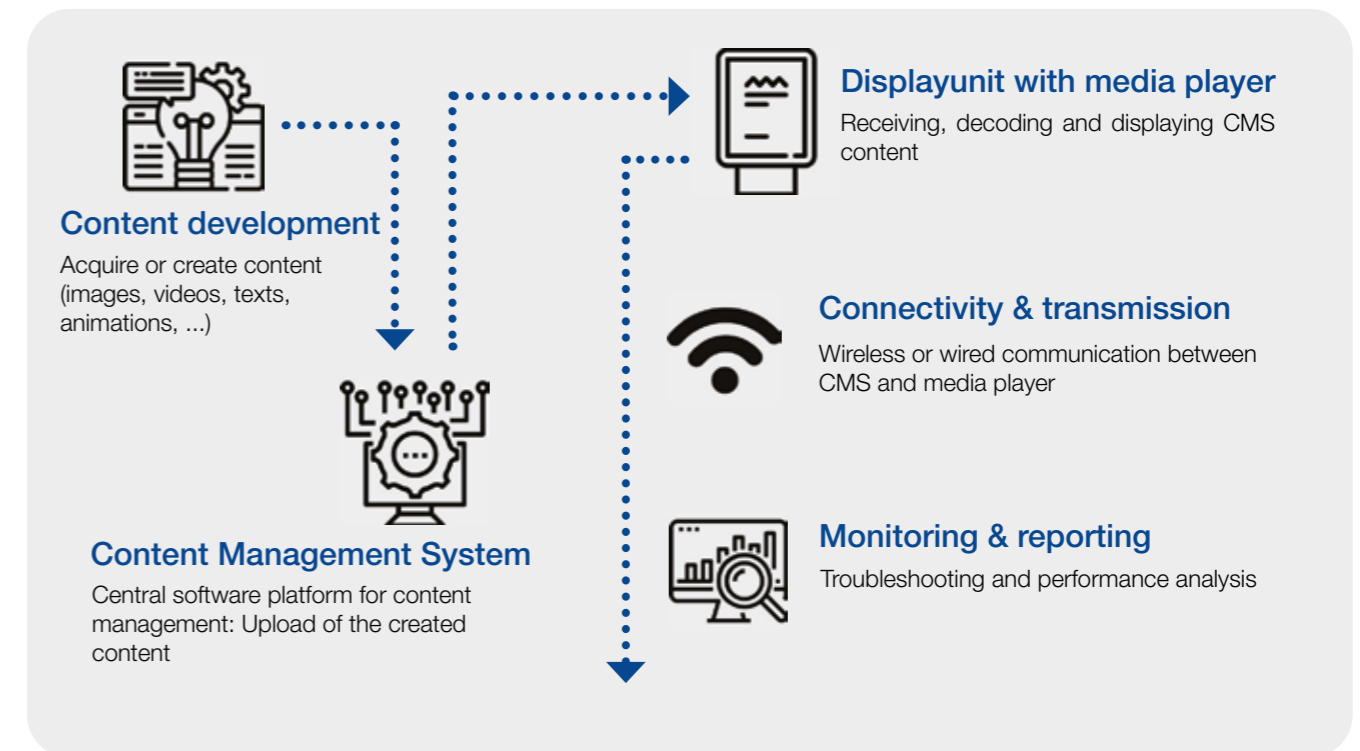 Content development
Acquire or create content
(images, videos, texts,
animations, ...)
Content Management System
Central software platform for content
management: Upload of the created
content
Displayunit with media player
Receiving, decoding and displaying CMS
content
Connectivity & transmission
Wireless or wired communication between
CMS and media player
Monitoring & reporting
Troubleshooting and performance analysis